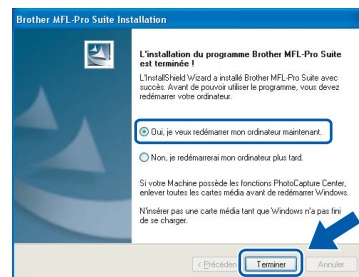 Brother MFL-Pro Suite Installation
L'installation du programme Brother MFL-Pro Suite
est terminée !
L'InstallShield Wizard a installé Brother MFL-Pro Suite avec
succès. Avant de pouvoir utiliser le programme, vous devez
redémarrer votre ordinateur.
Oui, je veux redémarrer mon ordinateur maintenant.
Non, je redémarrerai mon ordinateur plus tard.
Si votre Machine possède les fonctions PhotoCapture Center,
enlever toutes les cartes média avant de redémarrer Windows.
N'insérer pas une carte média tant que Windows n'a pas fini
de se charger.
< Précéden Terminer Annuler